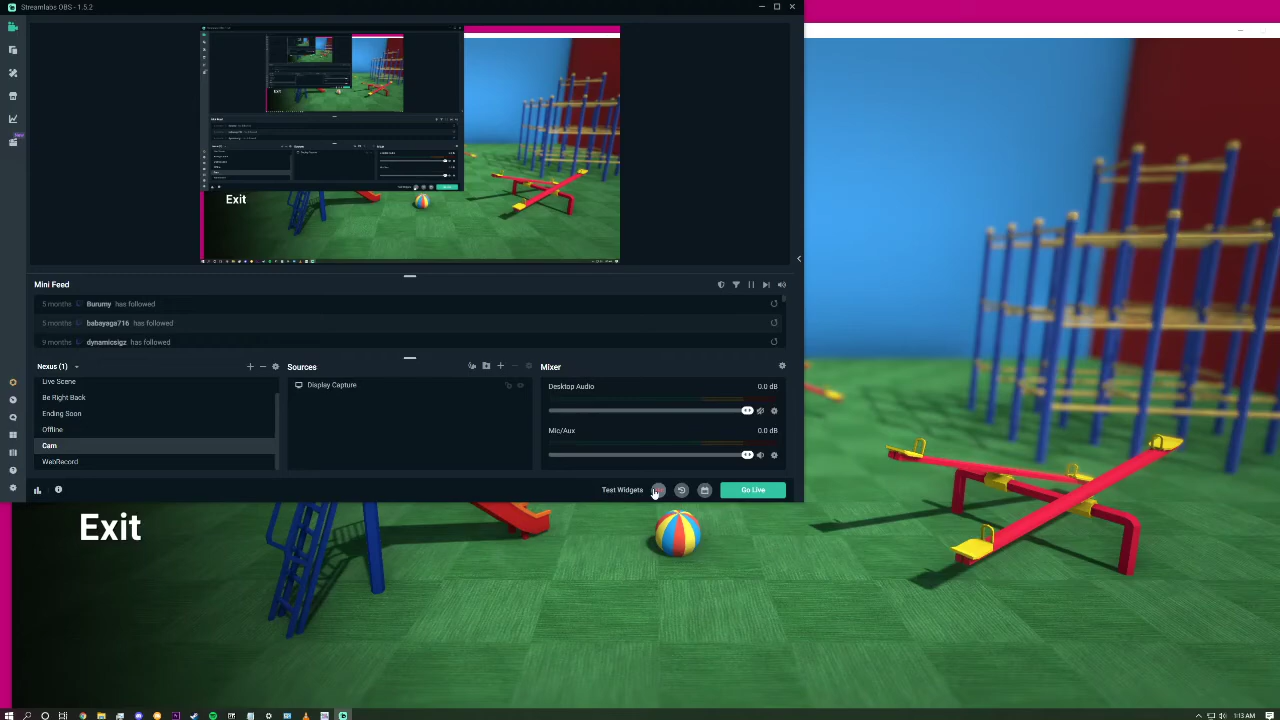 Streamlabs OBS - 1.5.2
Exit
Mini Feed
5 months Burumy has followed
5 months babayaga716 has followed
9 months dynamicsigz has followed
Nexus (1)
Live Scene
Be Right Back
Ending Soon
Offline
Cam
WebRecord
Sources
Display Capture
Mixer
Desktop Audio 0.0 dB
Mic/Aux 0.0 dB
Test Widgets
Go Live
Exit
1:13 AM